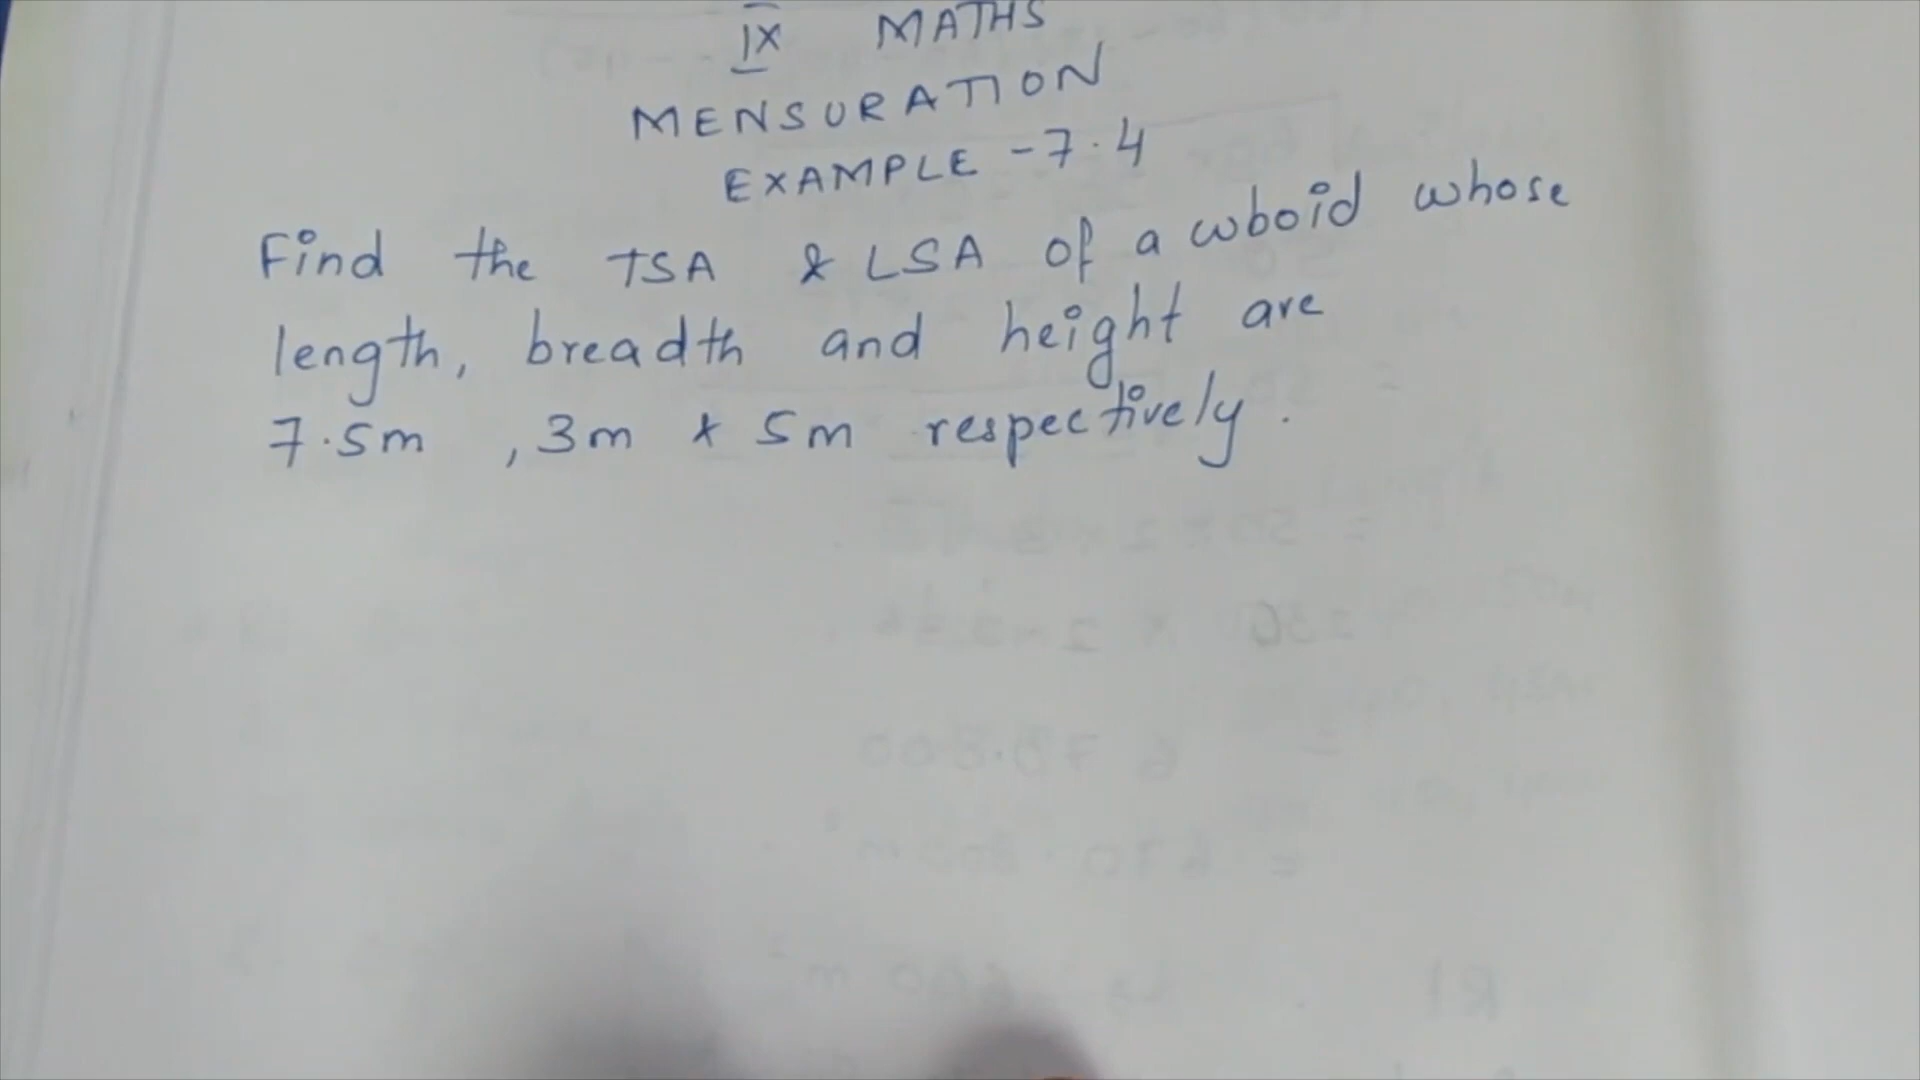 IX MATHS
MENSURATION
EXAMPLE - 7.4
Find the TSA & LSA of a cuboid whose
length, breadth and height are
7.5m , 3m & 5m respectively.